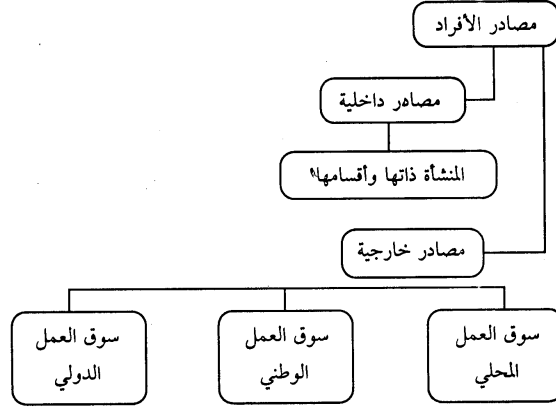 مصادر الأفراد
مصادر داخلية
المنشأة ذاتها وأقسامها
مصادر خارجية
سوق العمل
المحلي
سوق العمل
الوطني
سوق العمل
الدولي